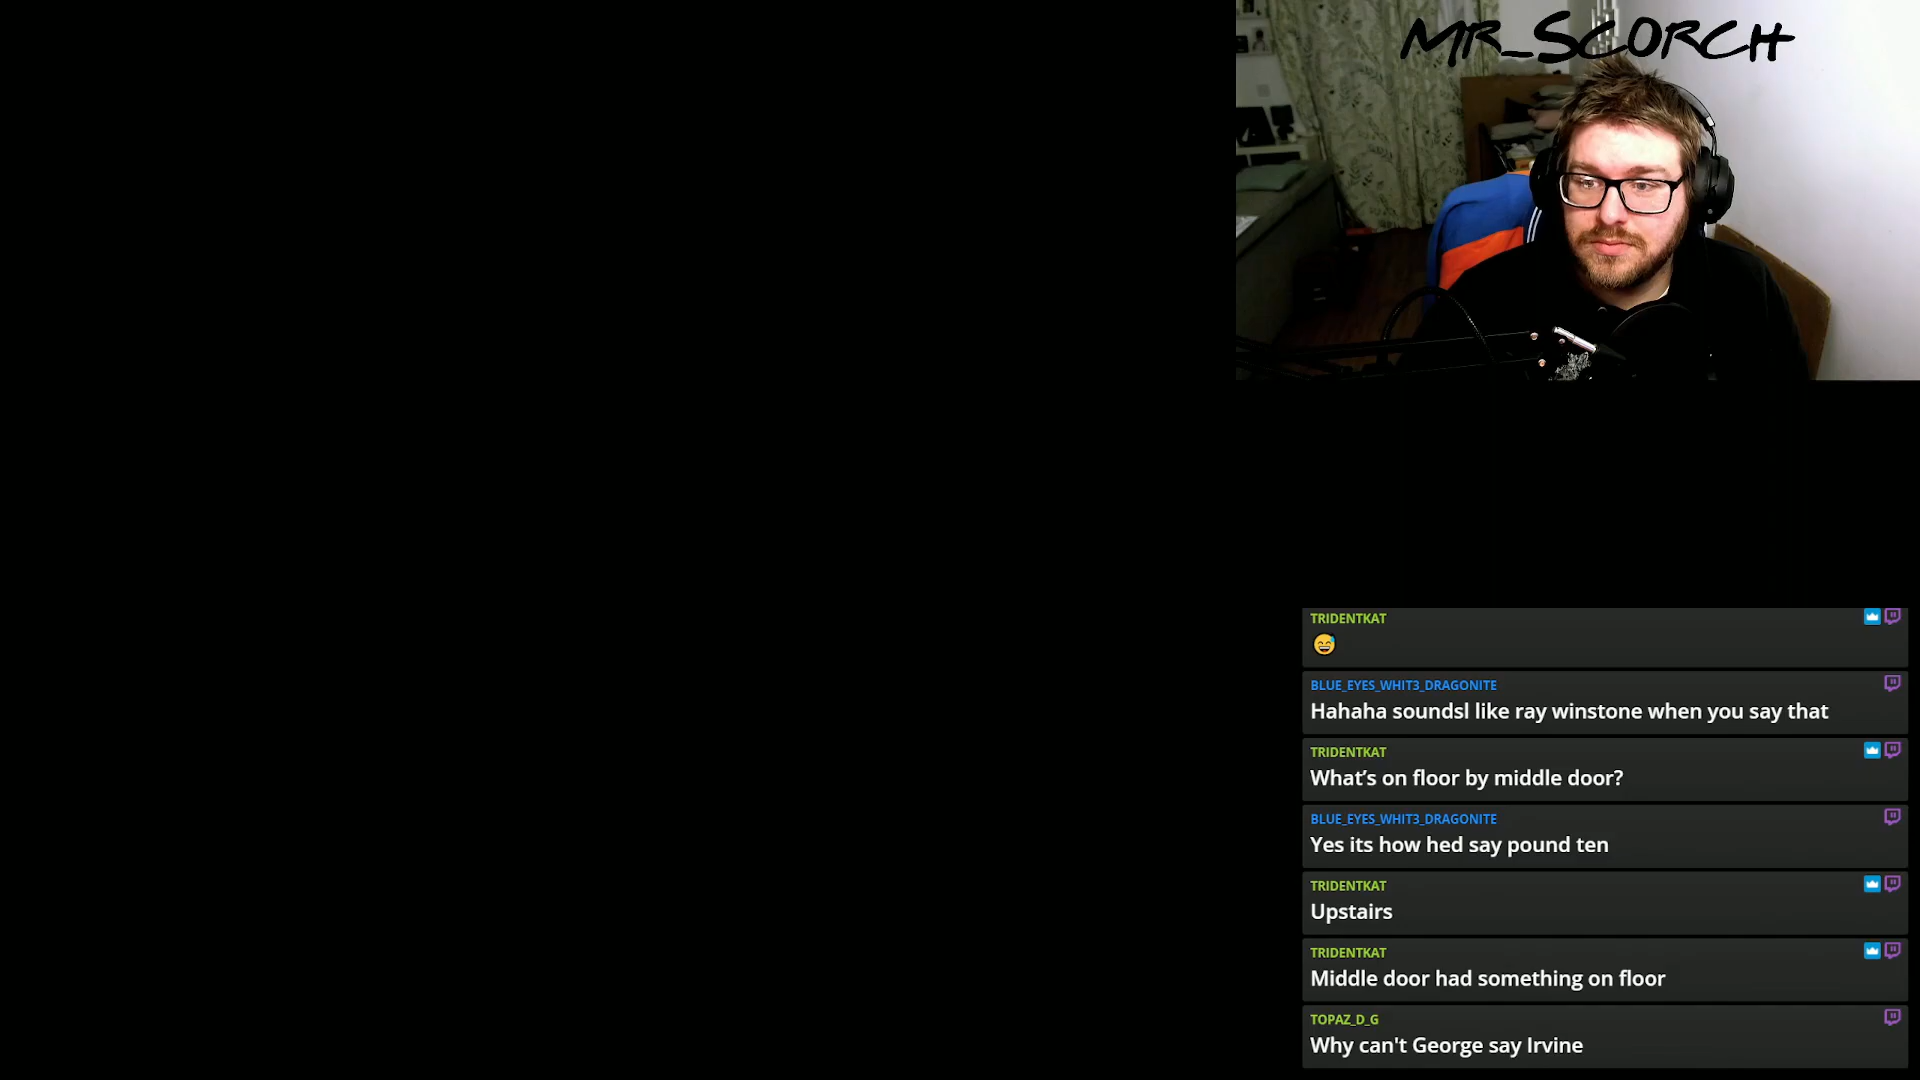 MR_SCORCH
TRIDENTKAT
😅
BLUE_EYES_WHIT3_DRAGONITE
Hahaha soundsl like ray winstone when you say that
TRIDENTKAT
What’s on floor by middle door?
BLUE_EYES_WHIT3_DRAGONITE
Yes its how hed say pound ten
TRIDENTKAT
Upstairs
TRIDENTKAT
Middle door had something on floor
TOPAZ_D_G
Why can't George say Irvine